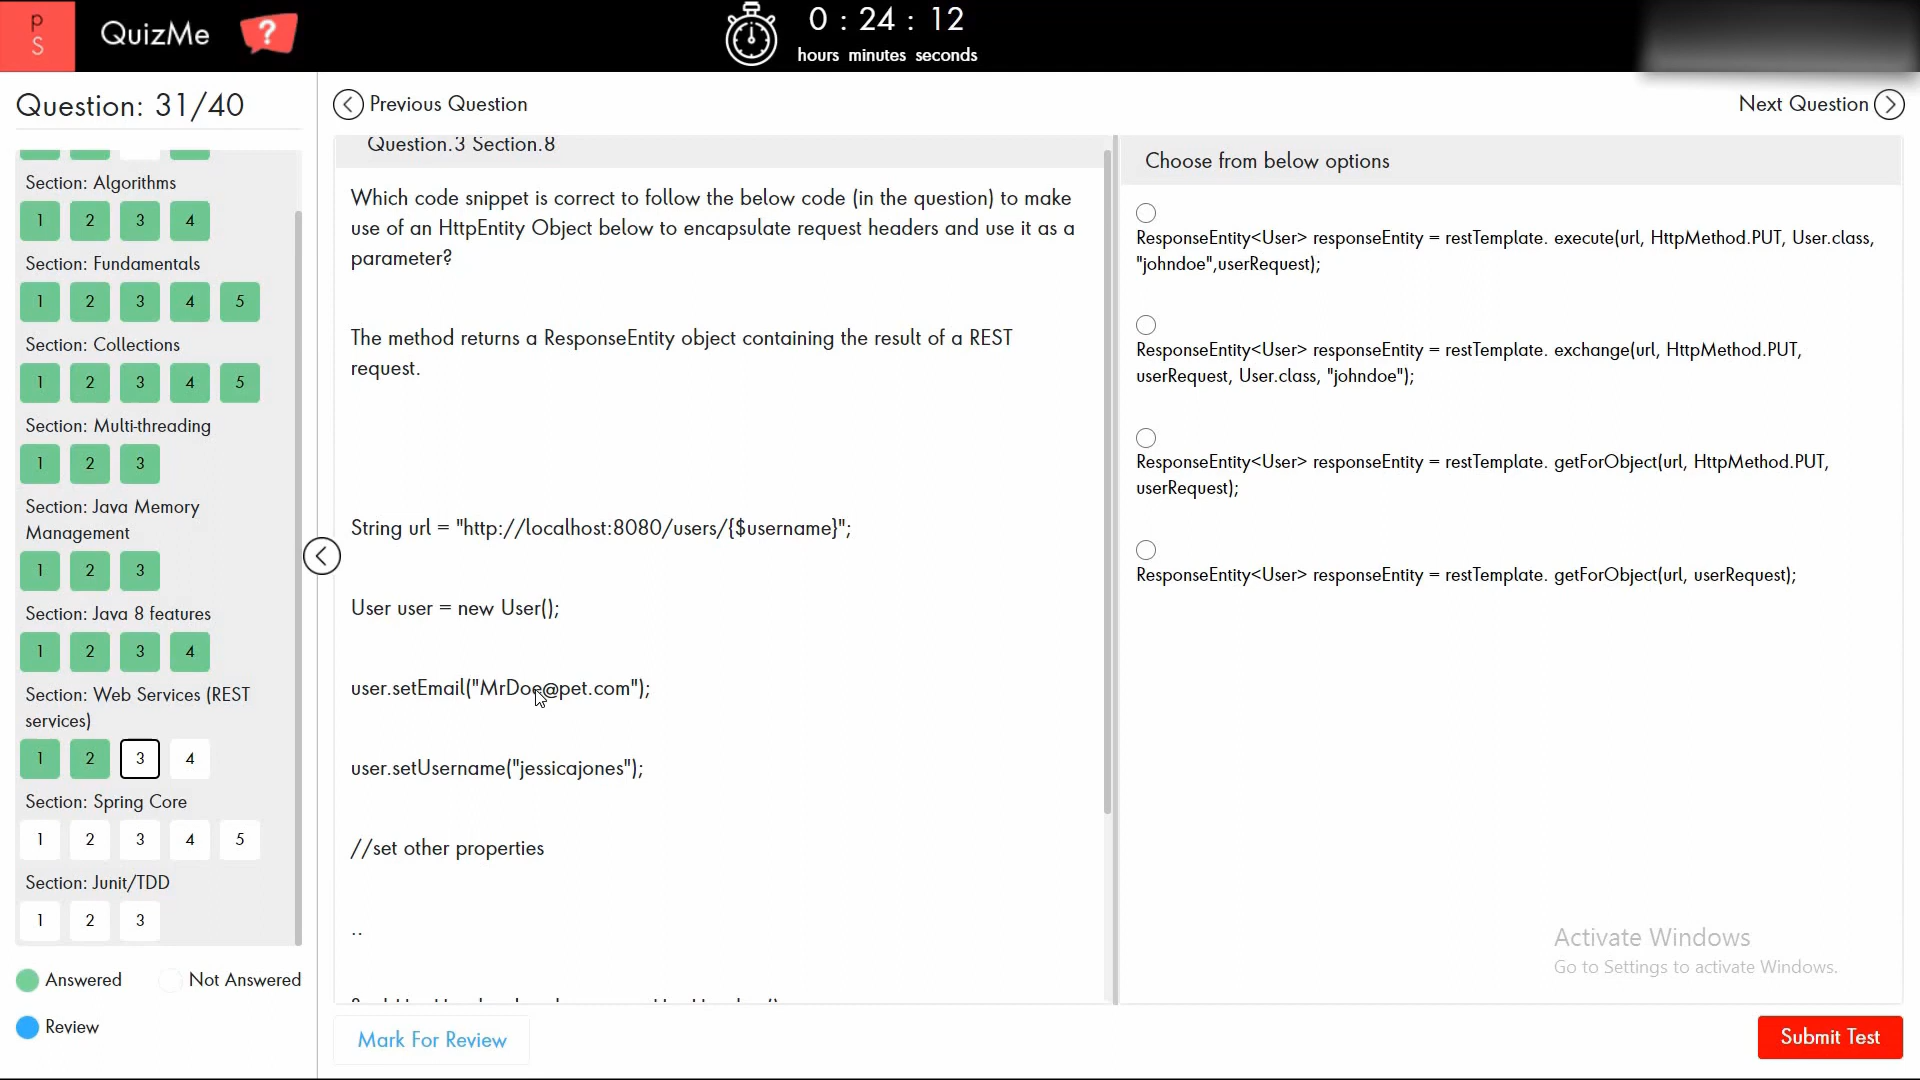 p
S
QuizMe
?
0 : 24 : 12
hours minutes seconds
Question: 31/40
Previous Question
Next Question
Section: Algorithms
1 2 3 4
Section: Fundamentals
1 2 3 4 5
Section: Collections
1 2 3 4 5
Section: Multi-threading
1 2 3
Section: Java Memory
Management
1 2 3
Section: Java 8 features
1 2 3 4
Section: Web Services (REST
services)
1 2 3 4
Section: Spring Core
1 2 3 4 5
Section: Junit/TDD
1 2 3
Answered
Not Answered
Review
Question.3 Section.8
Which code snippet is correct to follow the below code (in the question) to make
use of an HttpEntity Object below to encapsulate request headers and use it as a
parameter?
The method returns a ResponseEntity object containing the result of a REST
request.
String url = "http://localhost:8080/users/{$username}";
User user = new User();
user.setEmail("MrDoe@pet.com");
user.setUsername("jessicajones");
//set other properties
..
Mark For Review
Choose from below options
ResponseEntity<User> responseEntity = restTemplate. execute(url, HttpMethod.PUT, User.class,
"johndoe",userRequest);
ResponseEntity<User> responseEntity = restTemplate. exchange(url, HttpMethod.PUT,
userRequest, User.class, "johndoe");
ResponseEntity<User> responseEntity = restTemplate. getForObject(url, HttpMethod.PUT,
userRequest);
ResponseEntity<User> responseEntity = restTemplate. getForObject(url, userRequest);
Activate Windows
Go to Settings to activate Windows.
Submit Test